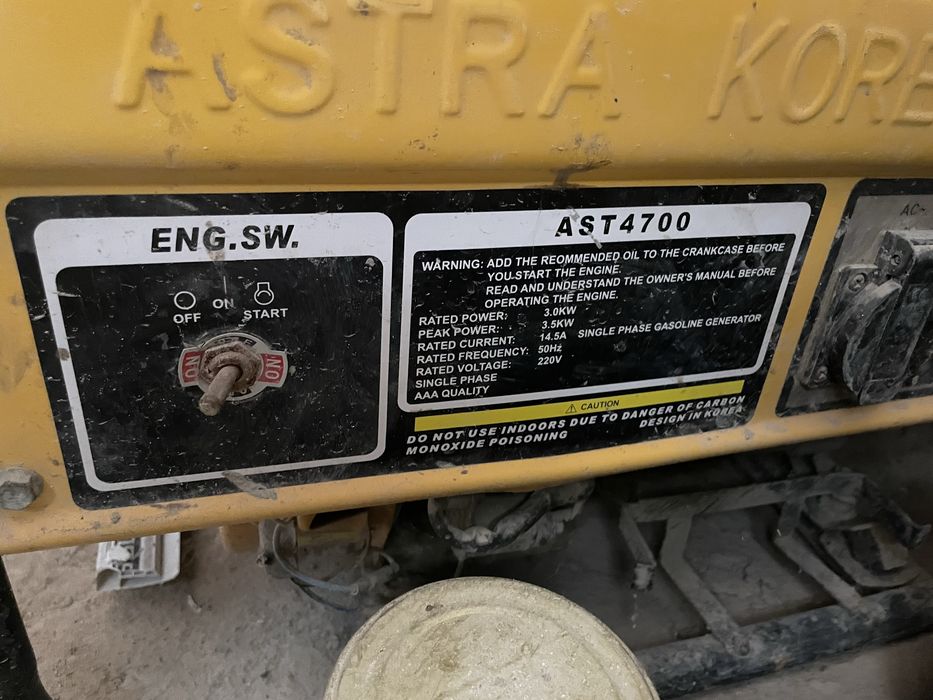 ASTRA KOREA
ENG.SW.
OFF ON START
ON ON
AST4700
WARNING: ADD THE REOMMENDED OIL TO THE CRANKCASE BEFORE
YOU START THE ENGINE.
READ AND UNDERSTAND THE OWNER'S MANUAL BEFORE
OPERATING THE ENGINE.
RATED POWER: 3.0KW
PEAK POWER: 3.5KW
RATED CURRENT: 14.5A SINGLE PHASE GASOLINE GENERATOR
RATED FREQUENCY: 50Hz
RATED VOLTAGE: 220V
SINGLE PHASE
AAA QUALITY
CAUTION
DO NOT USE INDOORS DUE TO DANGER OF CARBON
MONOXIDE POISONING DESIGN IN KOREA
AC~